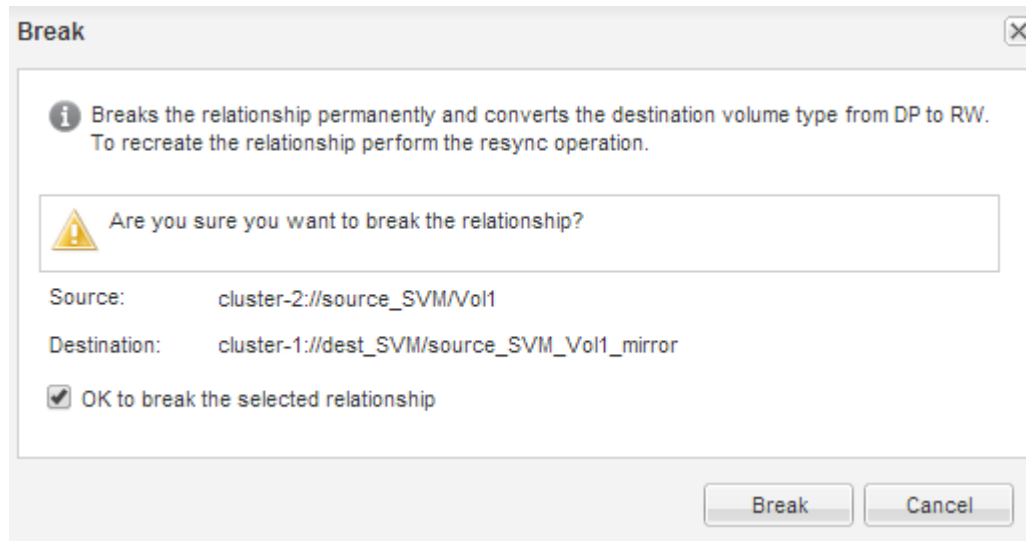 Break
Breaks the relationship permanently and converts the destination volume type from DP to RW.
To recreate the relationship perform the resync operation.
Are you sure you want to break the relationship?
Source: cluster-2://source_SVM/Vol1
Destination: cluster-1://dest_SVM/source_SVM_Vol1_mirror
OK to break the selected relationship
Break Cancel